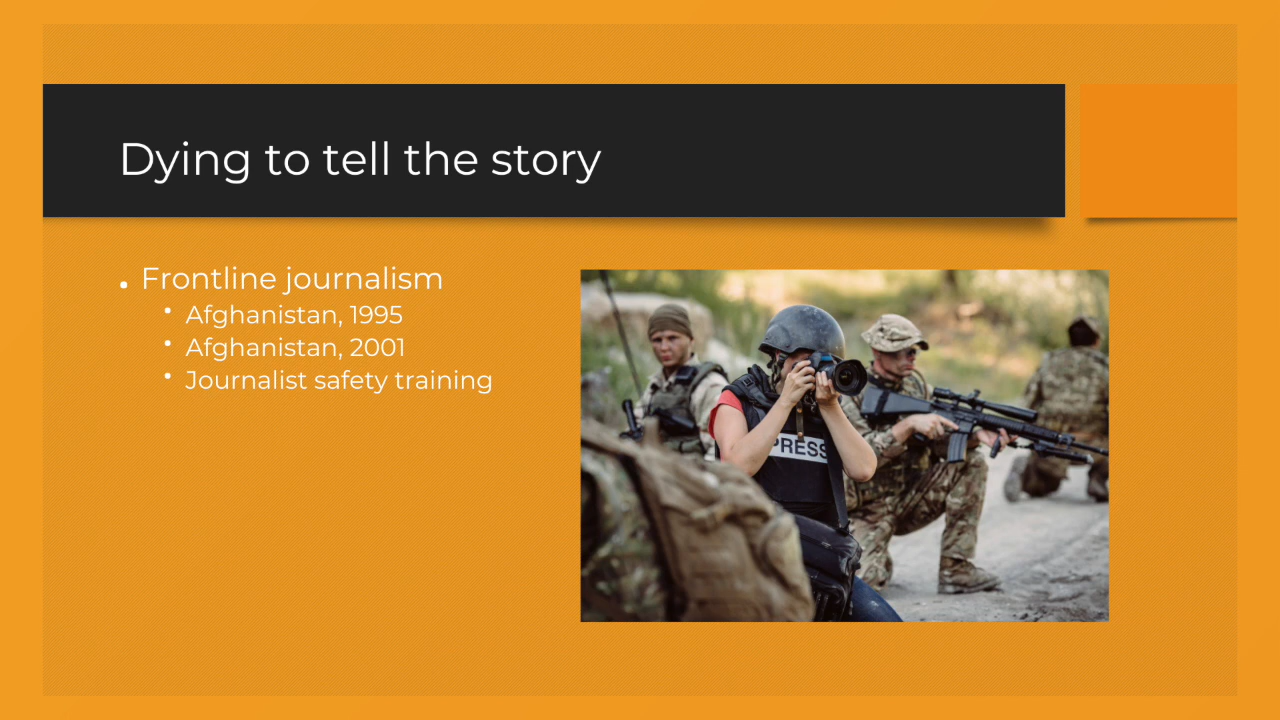 Dying to tell the story
Frontline journalism
Afghanistan, 1995
Afghanistan, 2001
Journalist safety training
PRESS